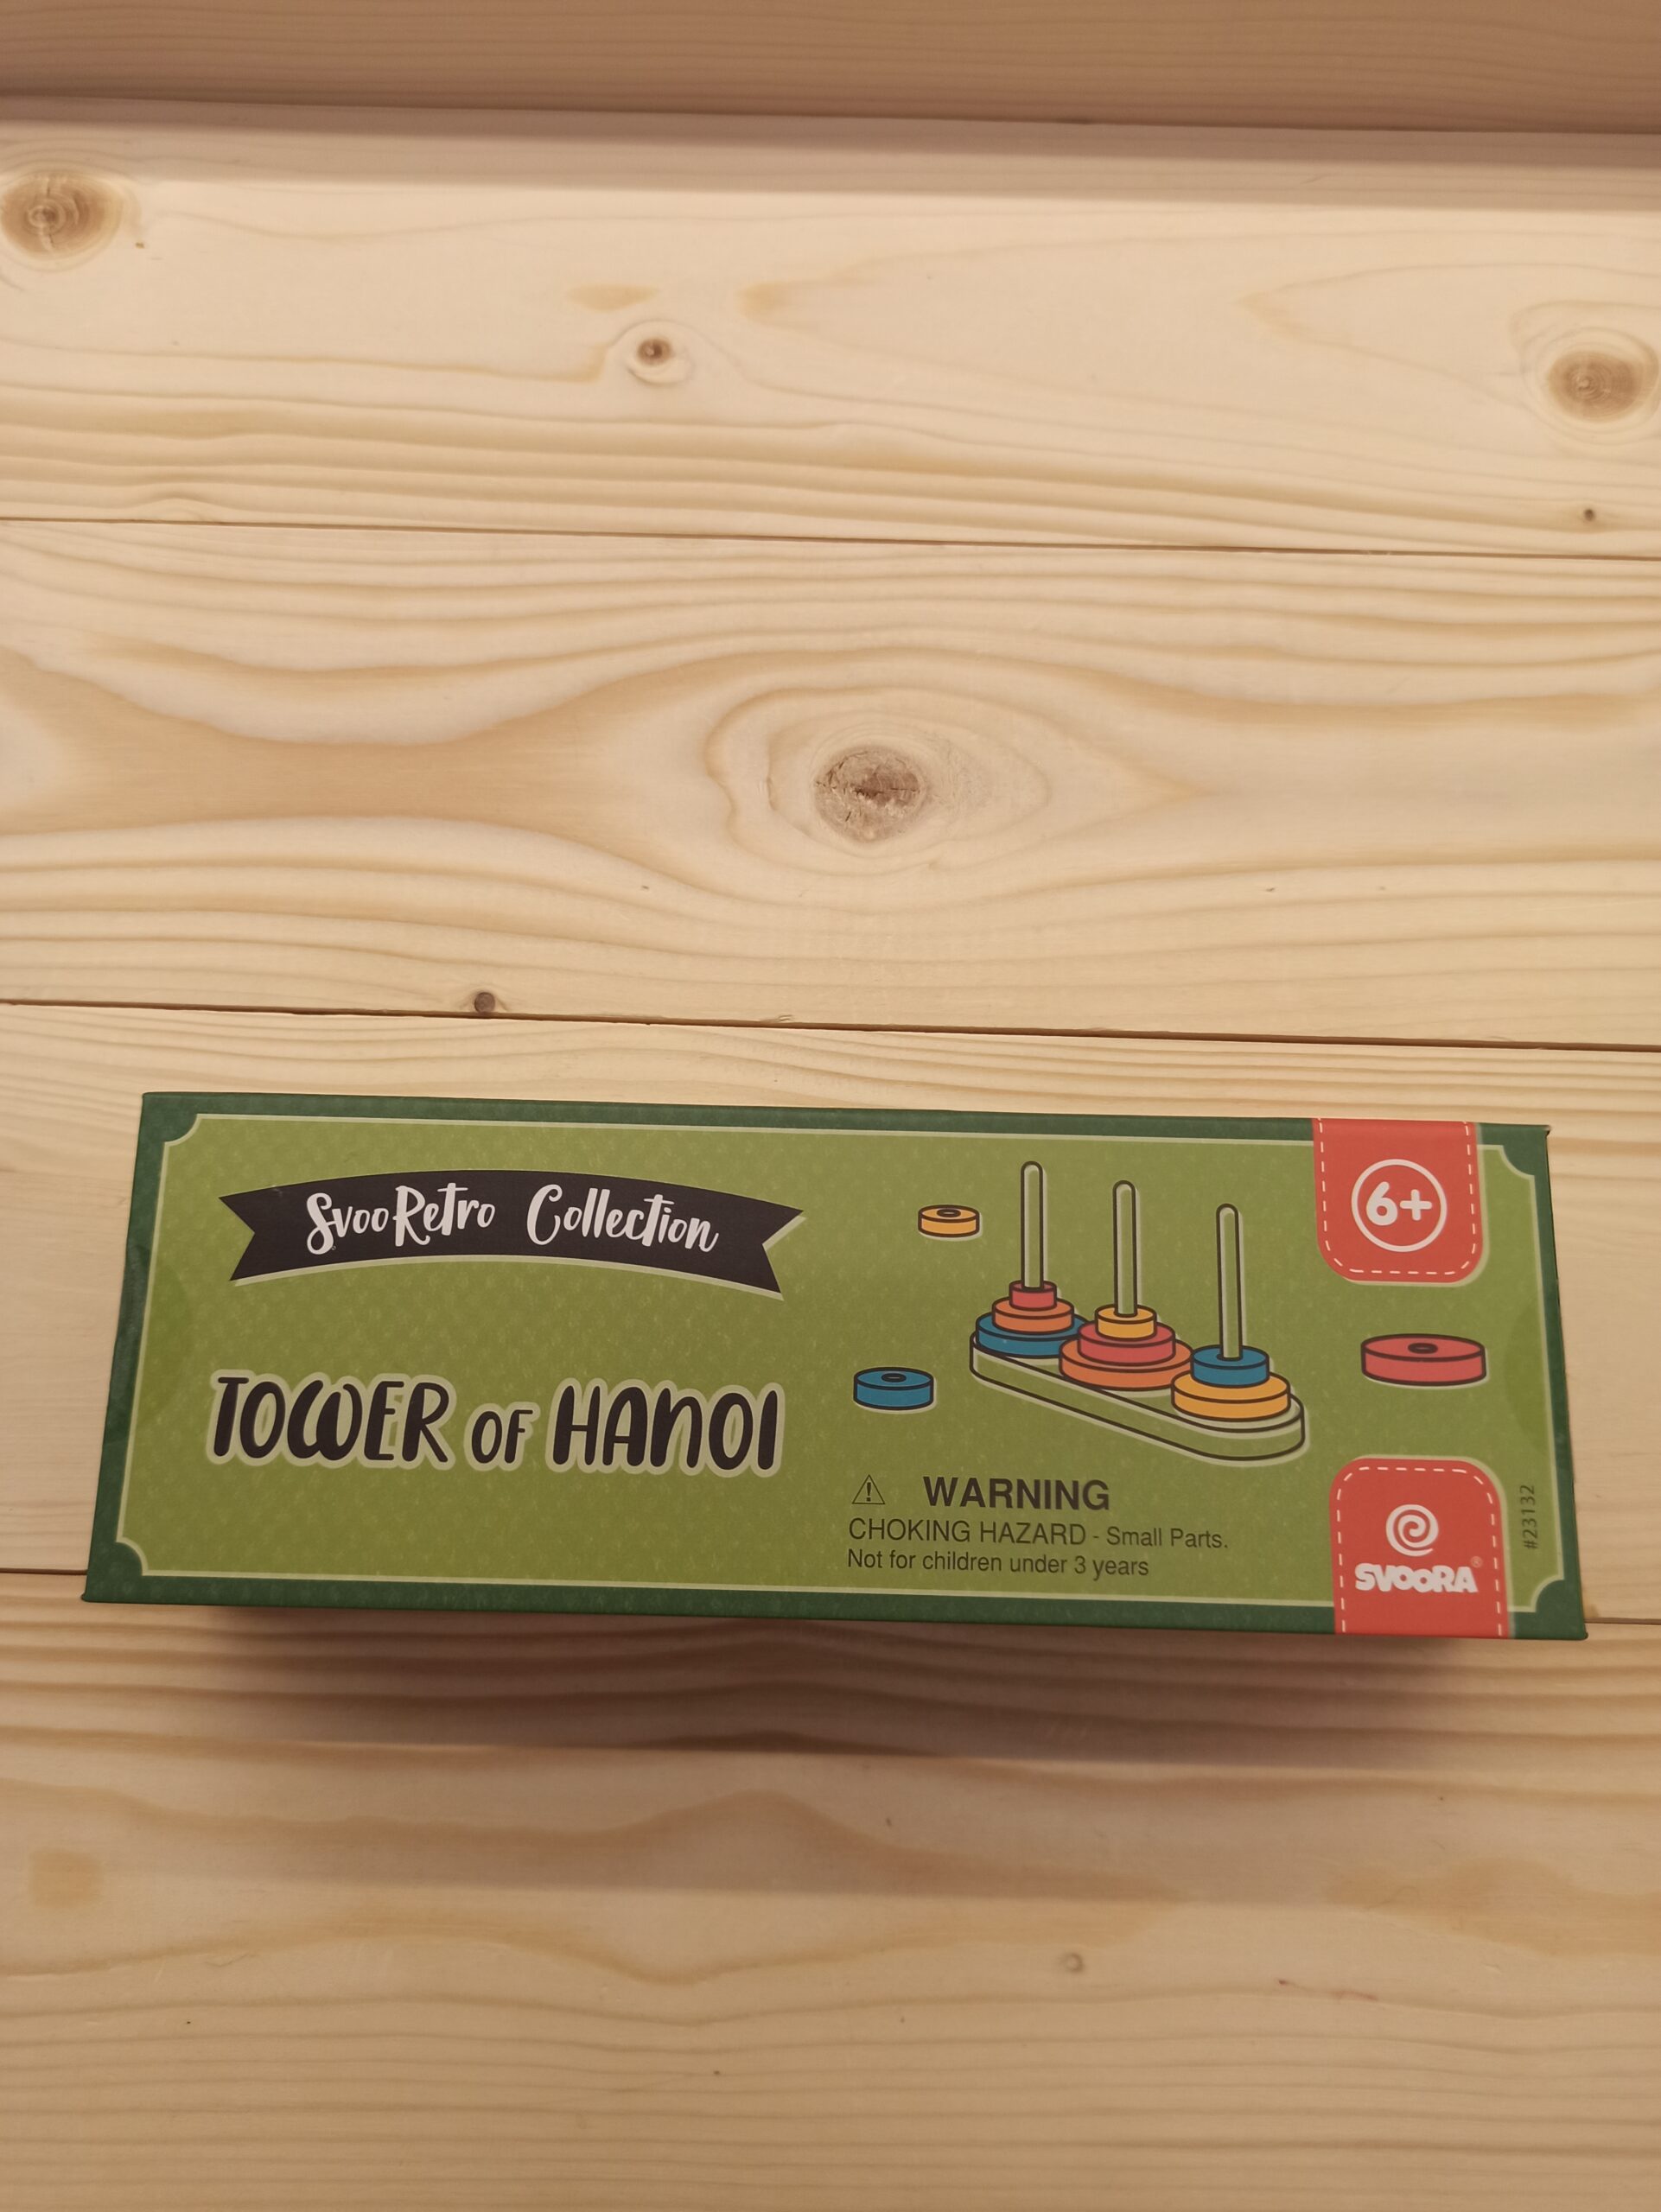 SvooRetro Collection
TOWER OF HANOI
6+
WARNING
CHOKING HAZARD - Small Parts.
Not for children under 3 years
SVOORA®
#23132